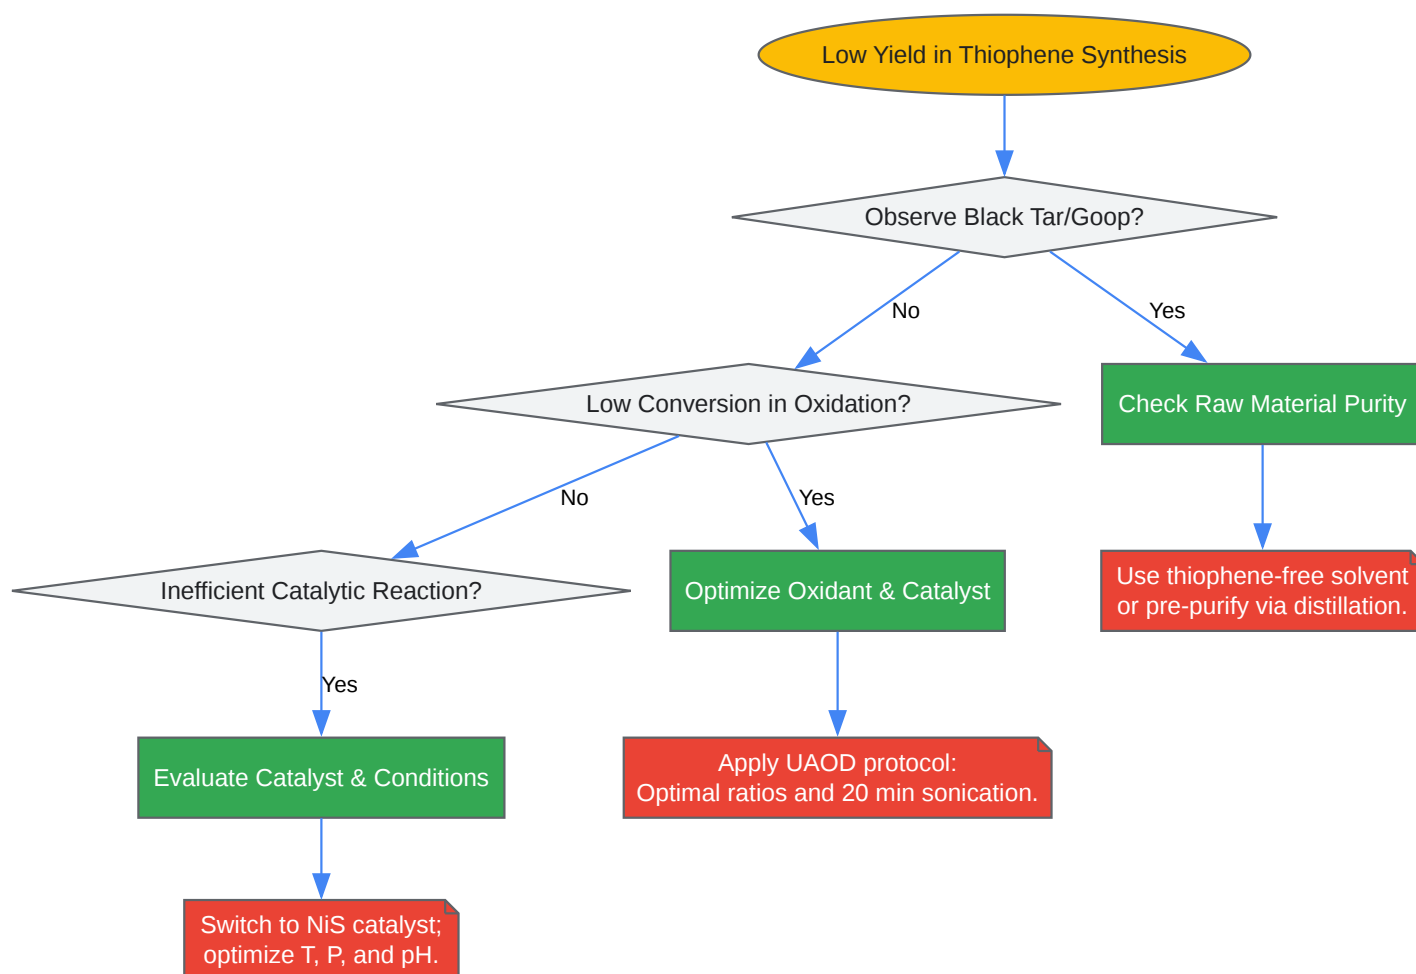 Low Yield in Thiophene Synthesis
Observe Black Tar/Goop?
No
Yes
Low Conversion in Oxidation?
Check Raw Material Purity
No
Yes
Inefficient Catalytic Reaction?
Optimize Oxidant & Catalyst
Use thiophene-free solvent
or pre-purify via distillation.
Yes
Evaluate Catalyst & Conditions
Apply UAOD protocol:
Optimal ratios and 20 min sonication.
Switch to NiS catalyst;
optimize T, P, and pH.